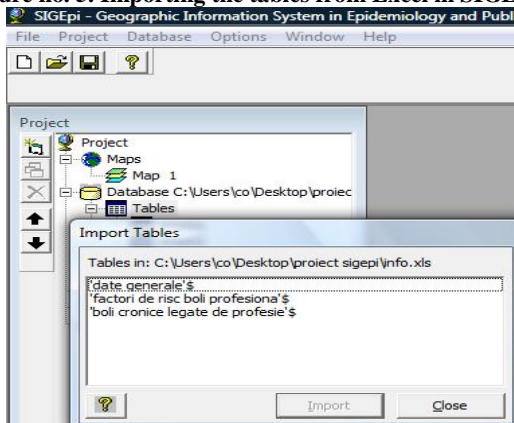 SIGEpi - Geographic Information System in Epidemiology and Publ
File Project Database Options Window Help
Project
Project
Maps
Map 1
Database C:\Users\co\Desktop\proiec
Tables
Import Tables
Tables in: C:\Users\co\Desktop\proiect sigepi\info.xls
'date generale'$
'factori de risc boli profesiona'$
'boli cronice legate de profesie'$
Import Close